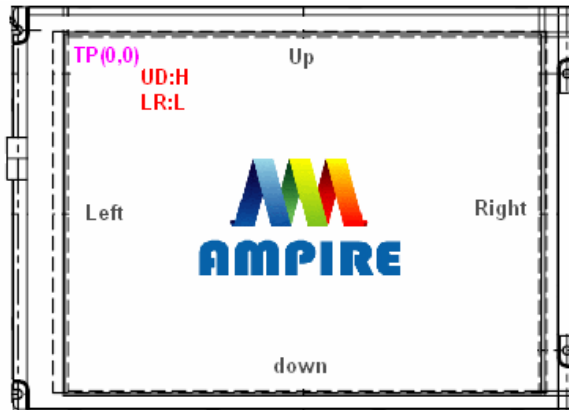 TP(0,0)
Up
UD:H
LR:L
Left
Right
AMPIRE
down